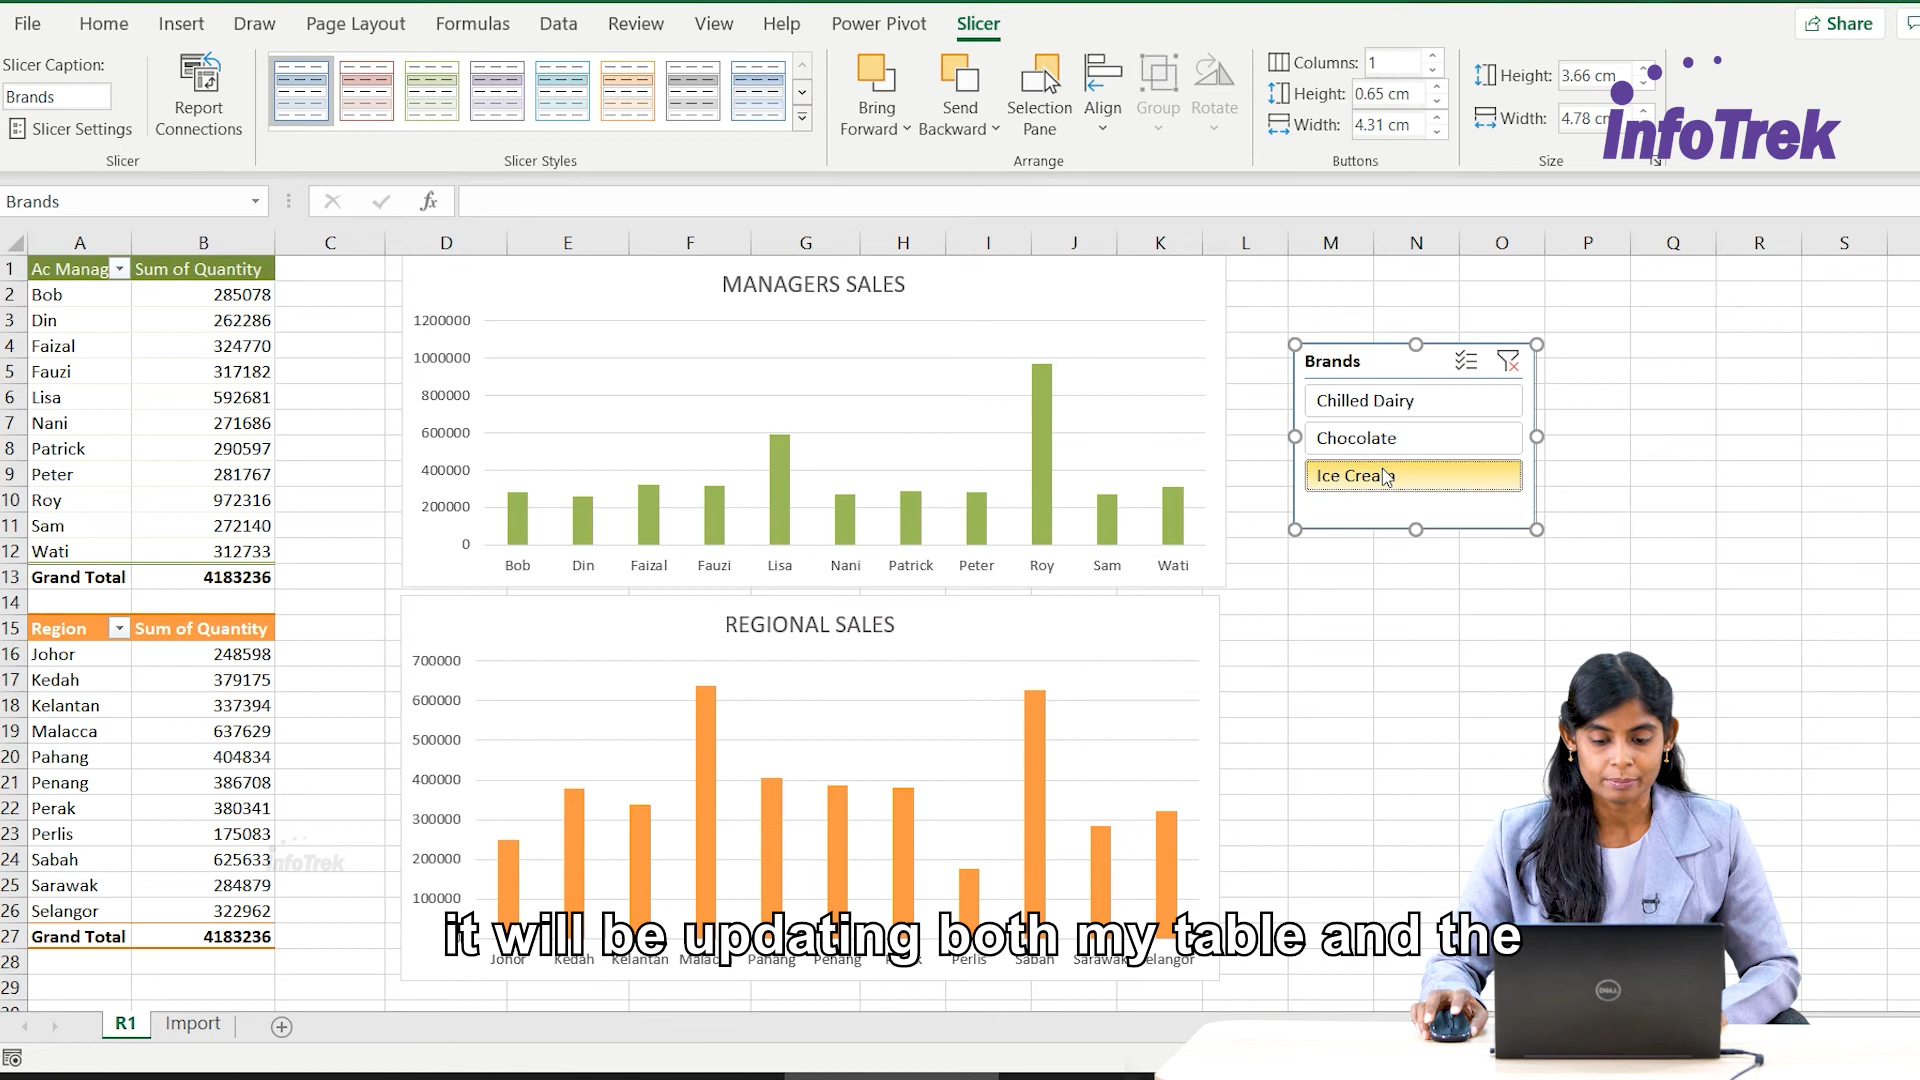 File Home Insert Draw Page Layout Formulas Data Review View Help Power Pivot Slicer Share
Slicer Caption:
Brands
Slicer Settings
Report Connections
Slicer
Slicer Styles
Bring Forward
Send Backward
Selection Pane
Align
Group
Rotate
Arrange
Columns: 1
Height: 0.65 cm
Width: 4.31 cm
Buttons
Height: 3.66 cm
Width: 4.78 cm
Size
infoTrek
Brands fx
A B C D E F G H I J K L M N O P Q R S
1 Ac Manag Sum of Quantity
2 Bob 285078
3 Din 262286
4 Faizal 324770
5 Fauzi 317182
6 Lisa 592681
7 Nani 271686
8 Patrick 290597
9 Peter 281767
10 Roy 972316
11 Sam 272140
12 Wati 312733
13 Grand Total 4183236
14
15 Region Sum of Quantity
16 Johor 248598
17 Kedah 379175
18 Kelantan 337394
19 Malacca 637629
20 Pahang 404834
21 Penang 386708
22 Perak 380341
23 Perlis 175083
24 Sabah 625633
25 Sarawak 284879
26 Selangor 322962
27 Grand Total 4183236
28
29
infoTrek
MANAGERS SALES
1200000
1000000
800000
600000
400000
200000
0
Bob Din Faizal Fauzi Lisa Nani Patrick Peter Roy Sam Wati
REGIONAL SALES
700000
600000
500000
400000
300000
200000
100000
Johor Kedah Kelantan Pahang Penang Perlis Sabah Sarawak
Brands
Chilled Dairy
Chocolate
Ice Cream
it will be updating both my table and the
DELL
R1 Import